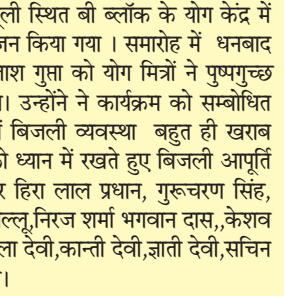 ली स्थित बी ब्लॉक के योग केंद्र में
जन किया गया । समारोह में धनबाद
गाश गुप्ता को योग मित्रों ने पुष्पगुच्छ
। उन्होंने ने कार्यक्रम को सम्बोधित
बिजली व्यवस्था बहुत ही खराब
ध्यान में रखते हुए बिजली आपूर्ति
र हिरा लाल प्रधान, गुरूचरण सिंह,
ल्लू,निरज शर्मा भगवान दास,,केशव
ला देवी,कान्ती देवी,ज्ञाती देवी,सचिन
।